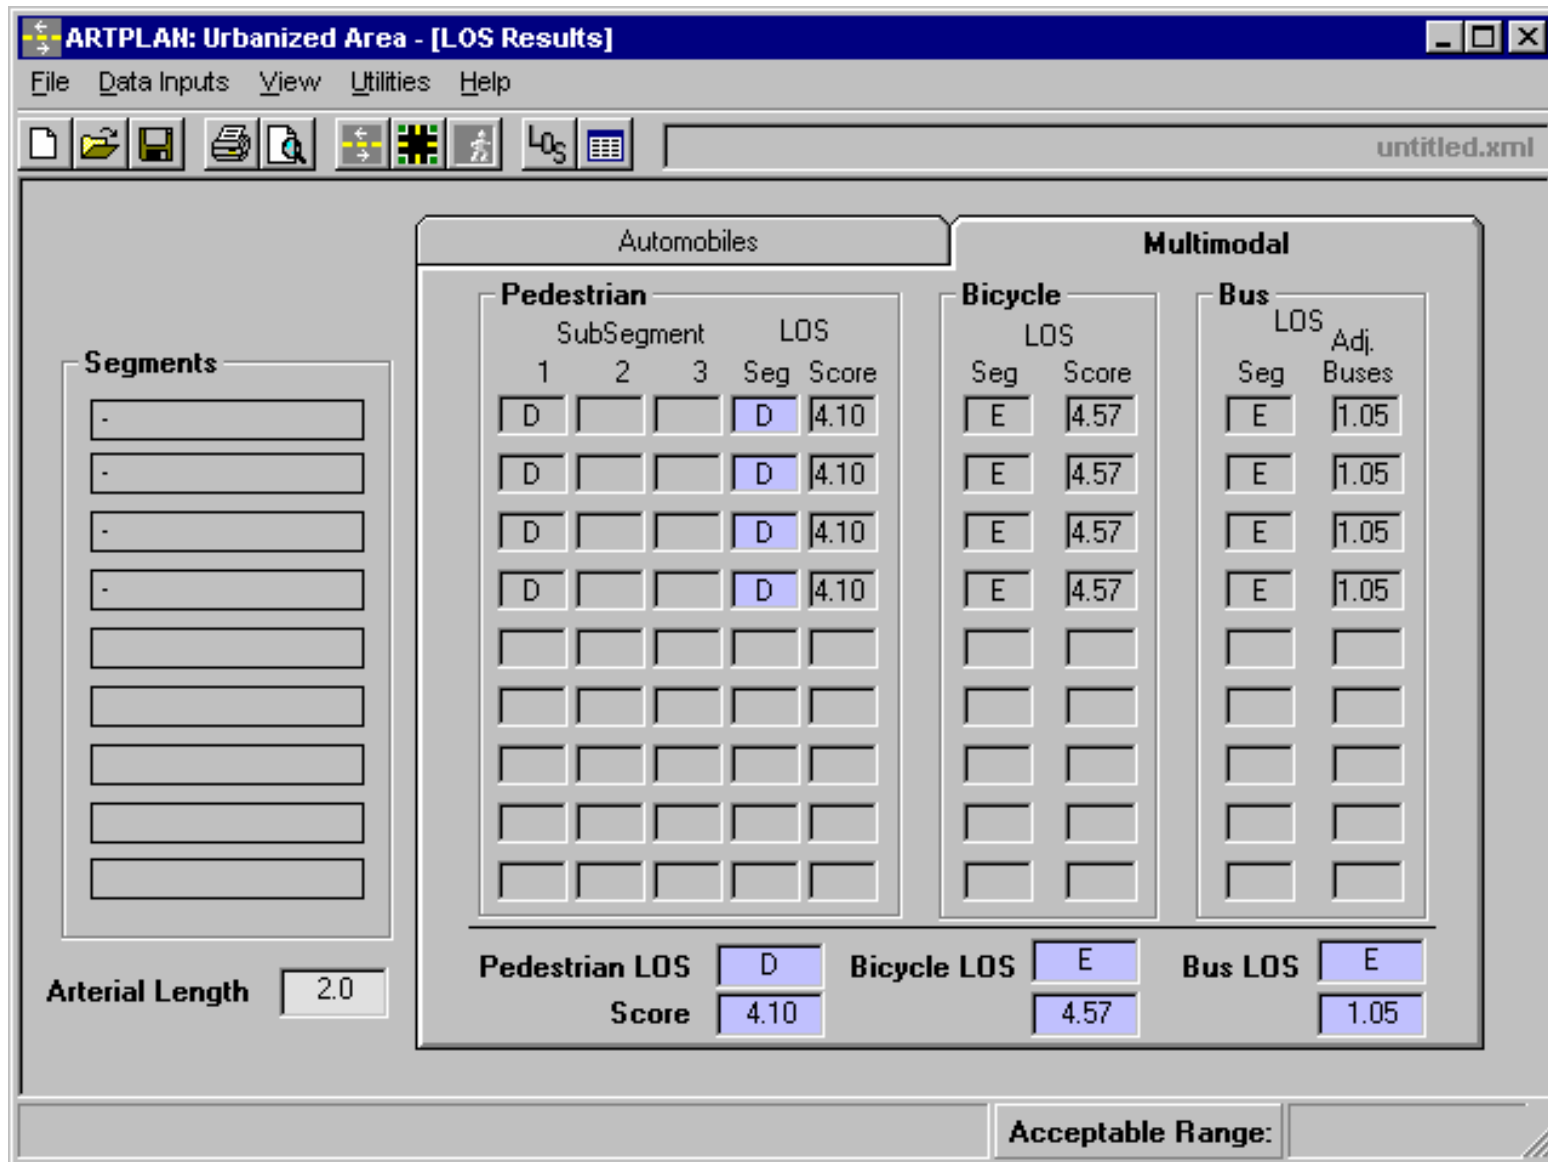 ARTPLAN: Urbanized Area - [LOS Results]
File Data Inputs View Utilities Help
LOS untitled.xml
Automobiles Multimodal
Pedestrian Bicycle Bus
SubSegment LOS LOS LOS Adj.
Segments 1 2 3 Seg Score Seg Score Seg Buses
- D D 4.10 E 4.57 E 1.05
- D D 4.10 E 4.57 E 1.05
- D D 4.10 E 4.57 E 1.05
- D D 4.10 E 4.57 E 1.05
Pedestrian LOS D Bicycle LOS E Bus LOS E
Arterial Length 2.0 Score 4.10 4.57 1.05
Acceptable Range: